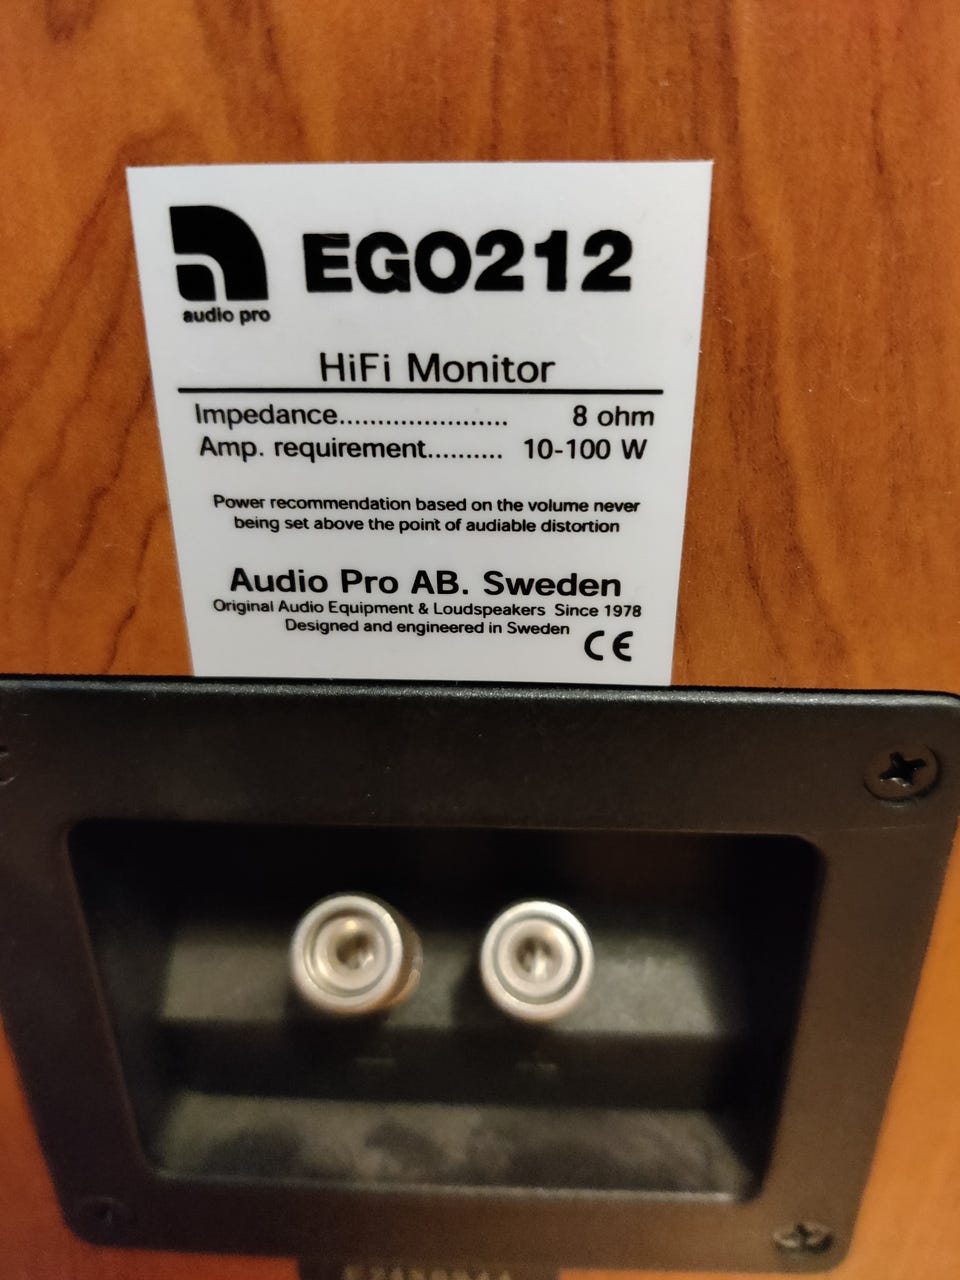 audio pro
EGO212
HiFi Monitor
Impedance...................... 8 ohm
Amp. requirement.......... 10-100 W
Power recommendation based on the volume never
being set above the point of audiable distortion
Audio Pro AB. Sweden
Original Audio Equipment & Loudspeakers Since 1978
Designed and engineered in Sweden
CE
- +